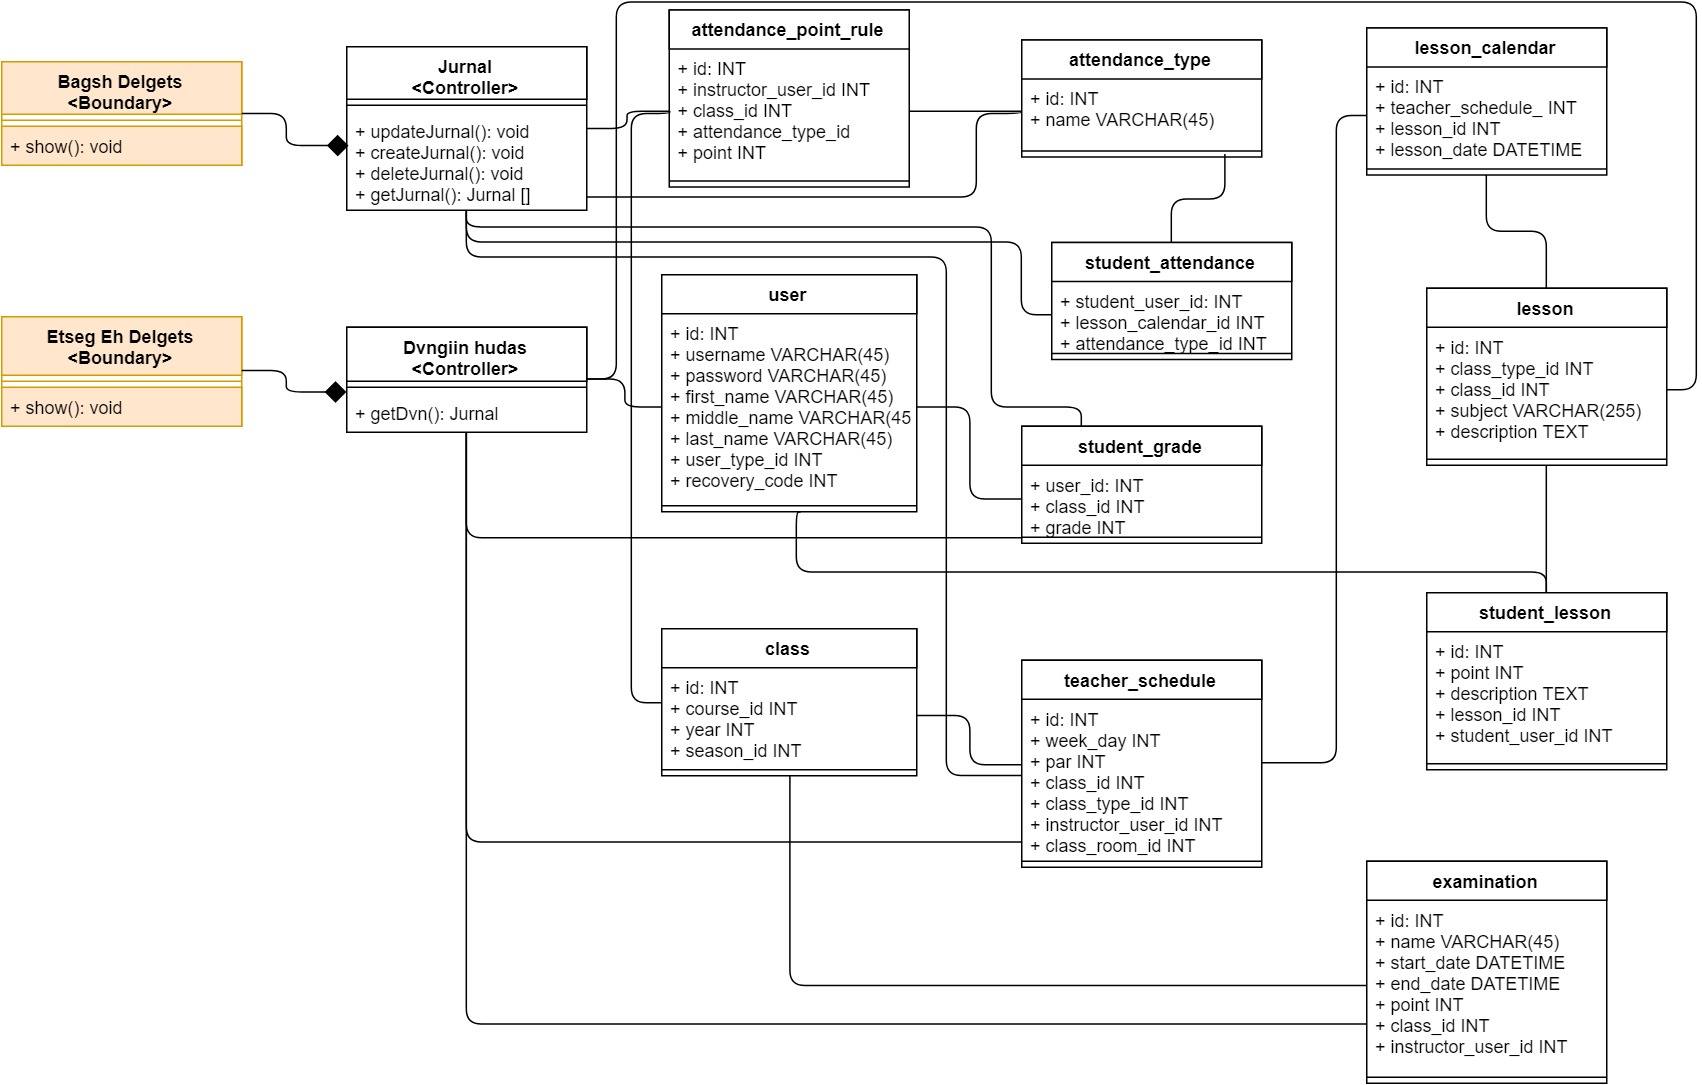 Bagsh Delgets
<Boundary>
+ show(): void
Etseg Eh Delgets
<Boundary>
+ show(): void
Jurnal
<Controller>
+ updateJurnal(): void
+ createJurnal(): void
+ deleteJurnal(): void
+ getJurnal(): Jurnal []
Dvngiin hudas
<Controller>
+ getDvn(): Jurnal
attendance_point_rule
+ id: INT
+ instructor_user_id INT
+ class_id INT
+ attendance_type_id
+ point INT
user
+ id: INT
+ username VARCHAR(45)
+ password VARCHAR(45)
+ first_name VARCHAR(45)
+ middle_name VARCHAR(45
+ last_name VARCHAR(45)
+ user_type_id INT
+ recovery_code INT
class
+ id: INT
+ course_id INT
+ year INT
+ season_id INT
attendance_type
+ id: INT
+ name VARCHAR(45)
student_attendance
+ student_user_id: INT
+ lesson_calendar_id INT
+ attendance_type_id INT
student_grade
+ user_id: INT
+ class_id INT
+ grade INT
teacher_schedule
+ id: INT
+ week_day INT
+ par INT
+ class_id INT
+ class_type_id INT
+ instructor_user_id INT
+ class_room_id INT
lesson_calendar
+ id: INT
+ teacher_schedule_ INT
+ lesson_id INT
+ lesson_date DATETIME
lesson
+ id: INT
+ class_type_id INT
+ class_id INT
+ subject VARCHAR(255)
+ description TEXT
student_lesson
+ id: INT
+ point INT
+ description TEXT
+ lesson_id INT
+ student_user_id INT
examination
+ id: INT
+ name VARCHAR(45)
+ start_date DATETIME
+ end_date DATETIME
+ point INT
+ class_id INT
+ instructor_user_id INT